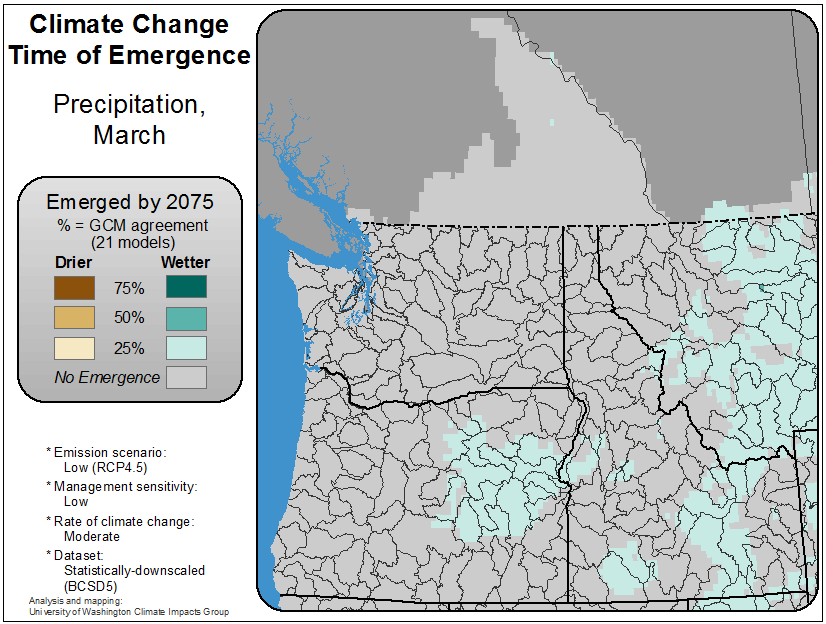 Climate Change
Time of Emergence
Precipitation,
March
Emerged by 2075
% = GCM agreement
(21 models)
Drier Wetter
75%
50%
25%
No Emergence
* Emission scenario:
Low (RCP4.5)
* Management sensitivity:
Low
* Rate of climate change:
Moderate
* Dataset:
Statistically-downscaled
(BCSD5)
Analysis and mapping:
University of Washington Climate Impacts Group